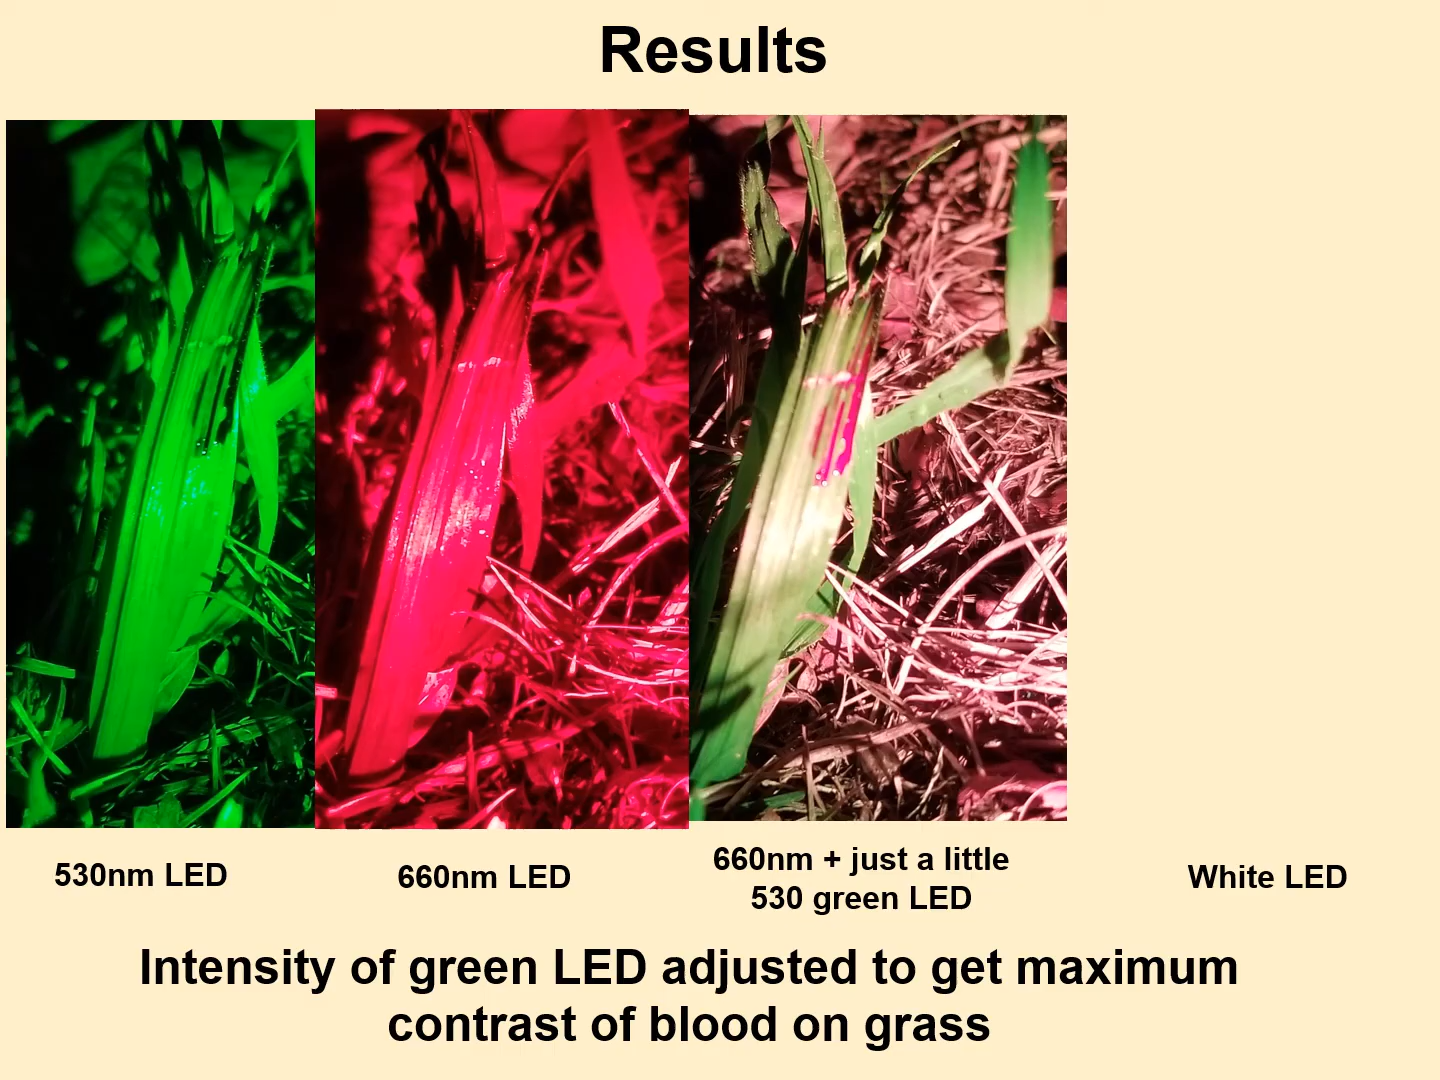 Results
530nm LED
660nm LED
660nm + just a little
530 green LED
White LED
Intensity of green LED adjusted to get maximum
contrast of blood on grass